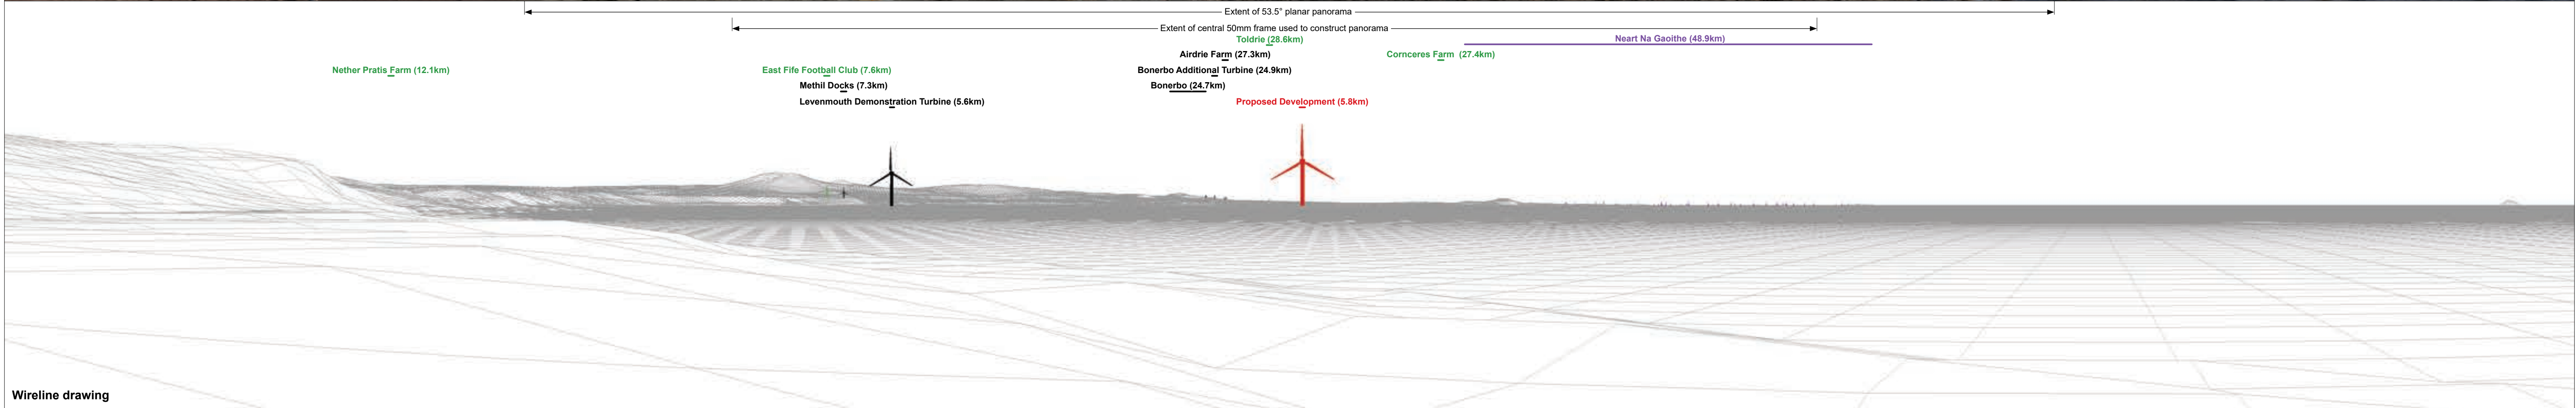 Extent of 53.5° planar panorama
Extent of central 50mm frame used to construct panorama
Toldrie (28.6km)
Neart Na Gaoithe (48.9km)
Airdrie Farm (27.3km)
Cornceres Farm (27.4km)
Nether Pratis Farm (12.1km)
East Fife Football Club (7.6km)
Bonerbo Additional Turbine (24.9km)
Methil Docks (7.3km)
Bonerbo (24.7km)
Levenmouth Demonstration Turbine (5.6km)
Proposed Development (5.8km)
Wireline drawing